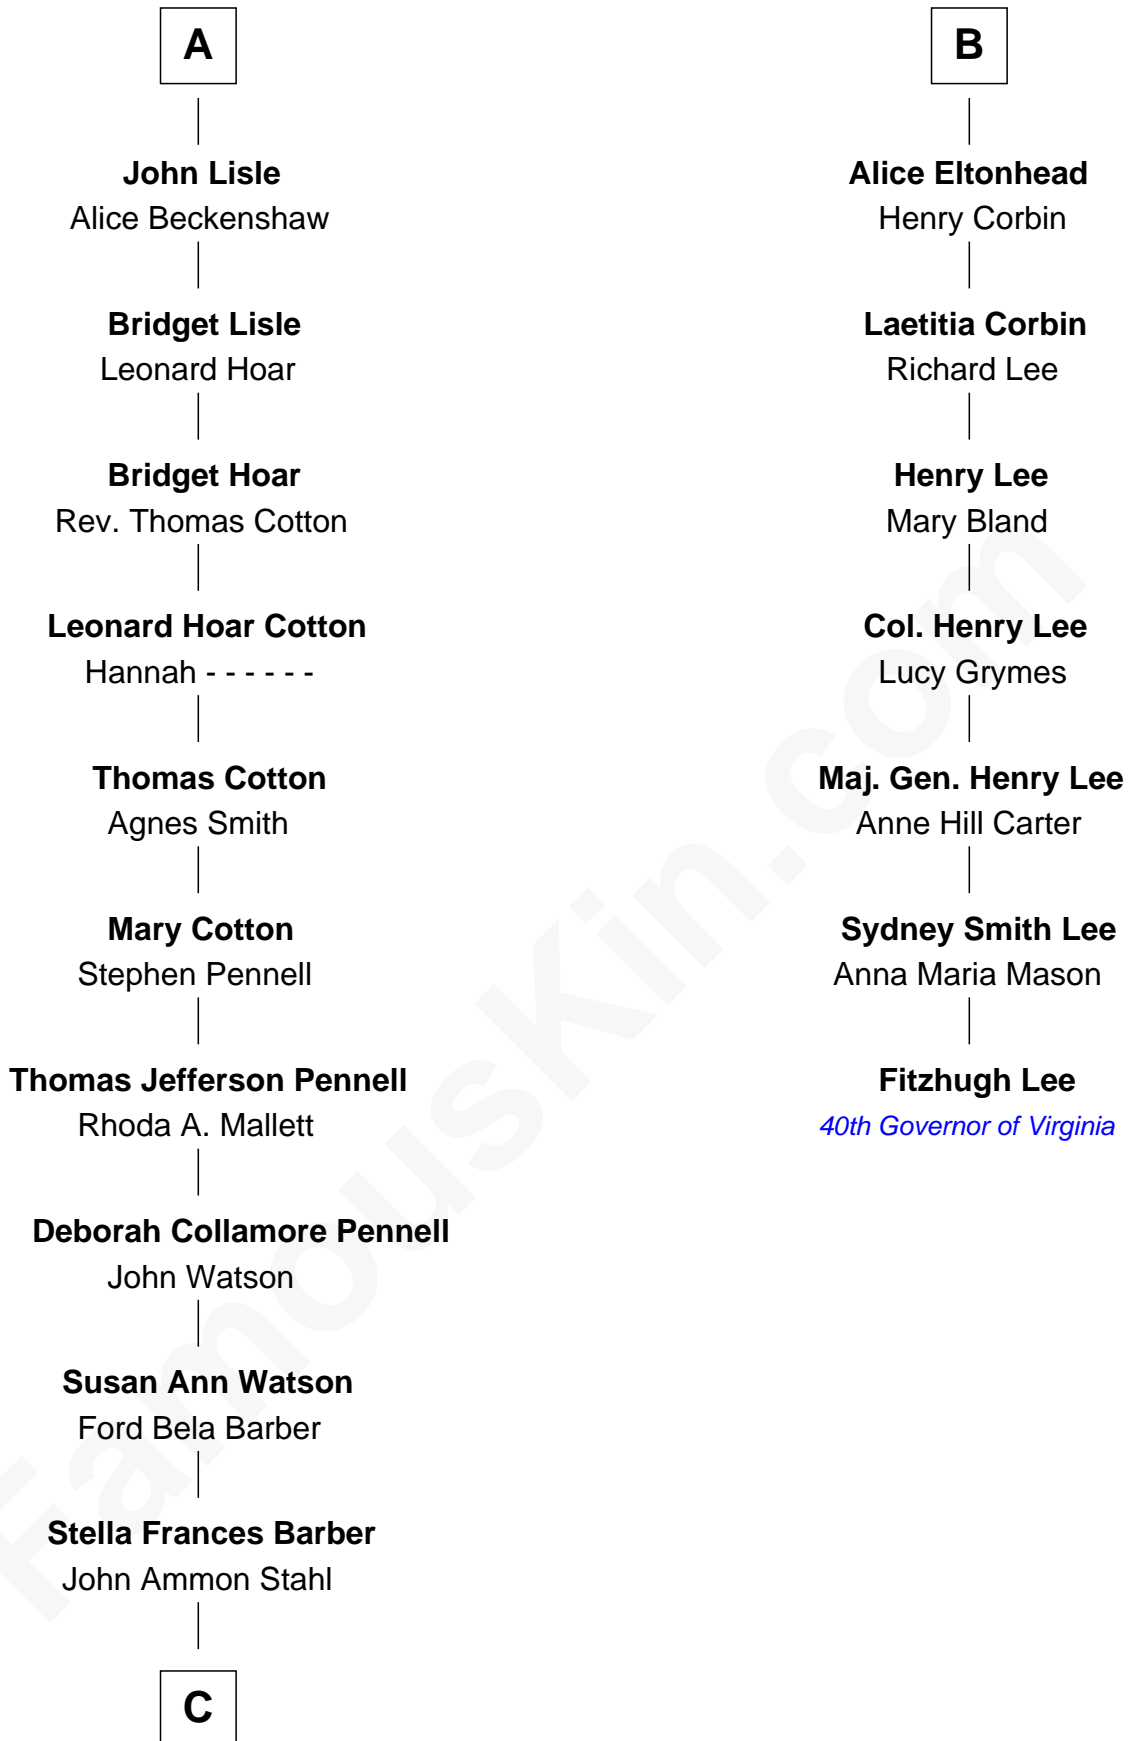 A
John Lisle
Alice Beckenshaw
Bridget Lisle
Leonard Hoar
Bridget Hoar
Rev. Thomas Cotton
Leonard Hoar Cotton
Hannah - - - - - -
Thomas Cotton
Agnes Smith
Mary Cotton
Stephen Pennell
Thomas Jefferson Pennell
Rhoda A. Mallett
Deborah Collamore Pennell
John Watson
Susan Ann Watson
Ford Bela Barber
Stella Frances Barber
John Ammon Stahl
C
B
Alice Eltonhead
Henry Corbin
Laetitia Corbin
Richard Lee
Henry Lee
Mary Bland
Col. Henry Lee
Lucy Grymes
Maj. Gen. Henry Lee
Anne Hill Carter
Sydney Smith Lee
Anna Maria Mason
Fitzhugh Lee
40th Governor of Virginia
FamousKin.com